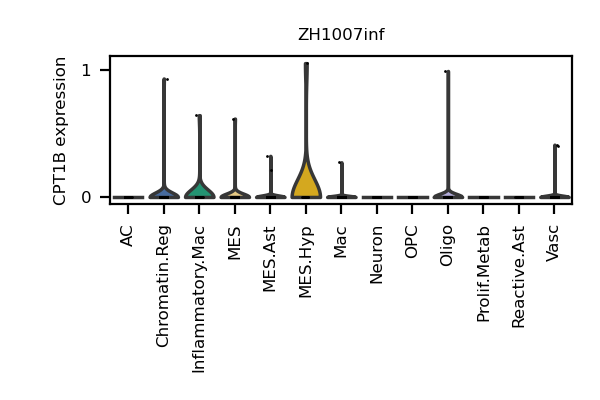 ZH1007inf
CPT1B expression
1
0
AC
Chromatin.Reg
Inflammatory.Mac
MES
MES.Ast
MES.Hyp
Mac
Neuron
OPC
Oligo
Prolif.Metab
Reactive.Ast
Vasc